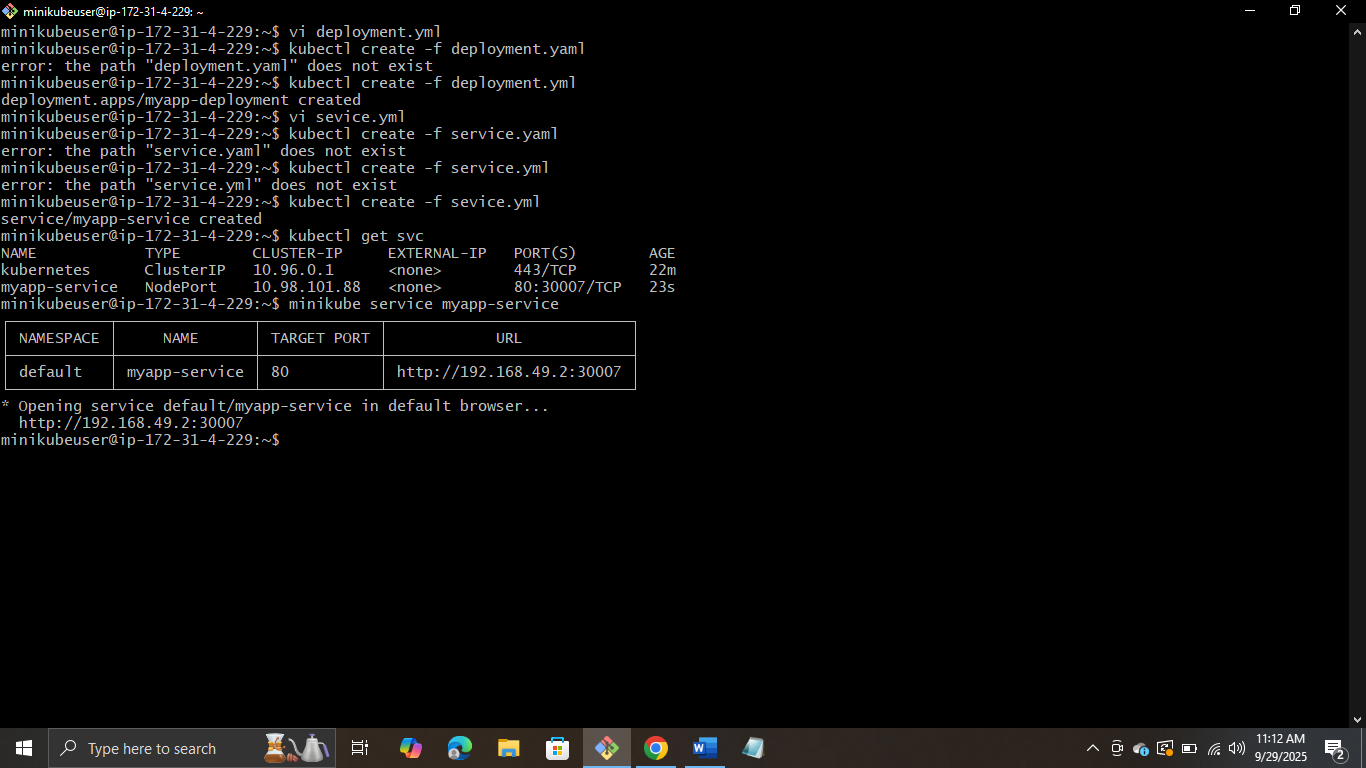 minikubeuser@ip-172-31-4-229: ~
minikubeuser@ip-172-31-4-229:~$ vi deployment.yml
minikubeuser@ip-172-31-4-229:~$ kubectl create -f deployment.yaml
error: the path "deployment.yaml" does not exist
minikubeuser@ip-172-31-4-229:~$ kubectl create -f deployment.yml
deployment.apps/myapp-deployment created
minikubeuser@ip-172-31-4-229:~$ vi sevice.yml
minikubeuser@ip-172-31-4-229:~$ kubectl create -f service.yaml
error: the path "service.yaml" does not exist
minikubeuser@ip-172-31-4-229:~$ kubectl create -f service.yml
error: the path "service.yml" does not exist
minikubeuser@ip-172-31-4-229:~$ kubectl create -f sevice.yml
service/myapp-service created
minikubeuser@ip-172-31-4-229:~$ kubectl get svc
NAME TYPE CLUSTER-IP EXTERNAL-IP PORT(S) AGE
kubernetes ClusterIP 10.96.0.1 <none> 443/TCP 22m
myapp-service NodePort 10.98.101.88 <none> 80:30007/TCP 23s
minikubeuser@ip-172-31-4-229:~$ minikube service myapp-service
NAMESPACE NAME TARGET PORT URL
default myapp-service 80 http://192.168.49.2:30007
* Opening service default/myapp-service in default browser...
http://192.168.49.2:30007
minikubeuser@ip-172-31-4-229:~$
Type here to search
11:12 AM
9/29/2025
2